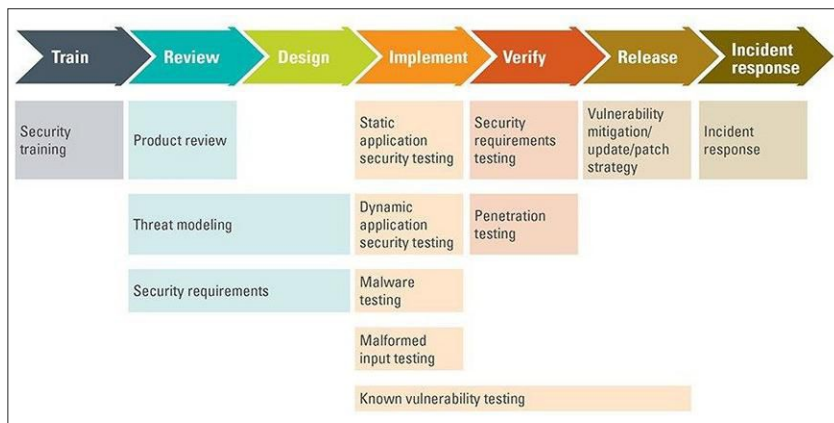 Train
Review
Design
Implement
Verify
Release
Incident
response
Security
training
Product review
Static
application
security testing
Security
requirements
testing
Vulnerability
mitigation/
update/patch
strategy
Incident
response
Threat modeling
Dynamic
application
security testing
Penetration
testing
Security requirements
Malware
testing
Malformed
input testing
Known vulnerability testing